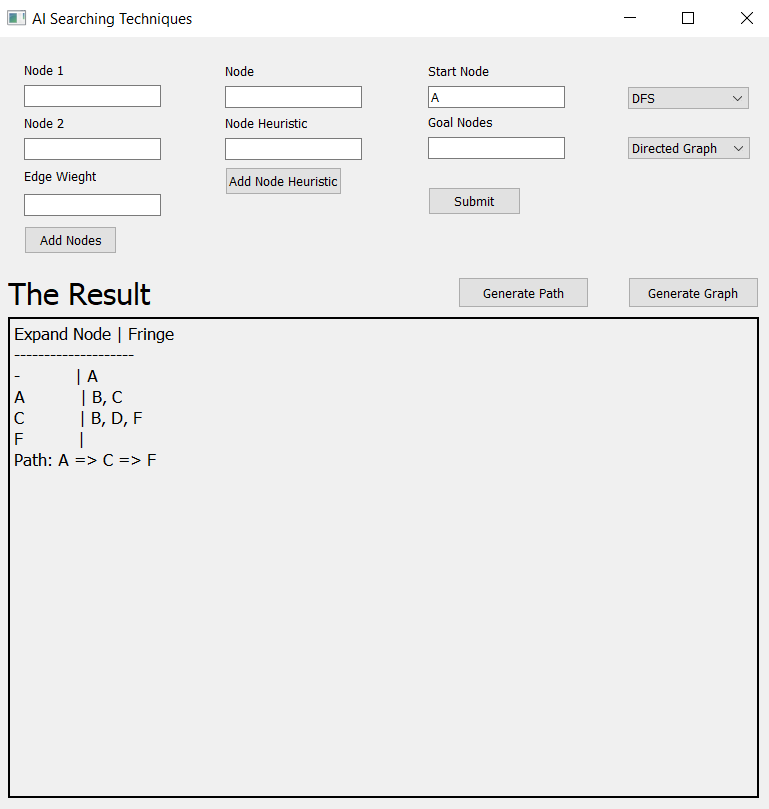 AI Searching Techniques
Node 1
Node
Start Node
A
DFS
Node 2
Node Heuristic
Goal Nodes
Directed Graph
Edge Wieght
Add Node Heuristic
Submit
Add Nodes
The Result
Generate Path
Generate Graph
Expand Node | Fringe
--------------------
- | A
A | B, C
C | B, D, F
F |
Path: A => C => F